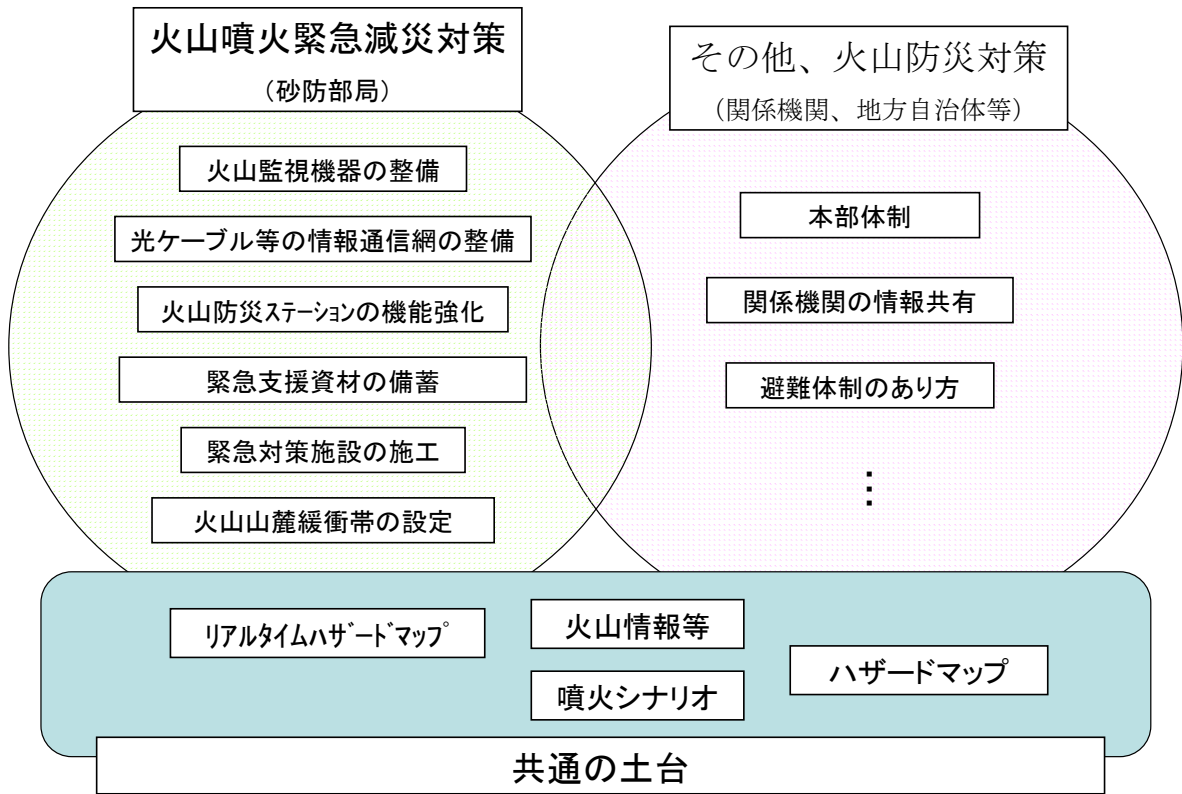 火山噴火緊急減災対策
（砂防部局）
火山監視機器の整備
光ケーブル等の情報通信網の整備
火山防災ｽﾃｰｼｮﾝの機能強化
緊急支援資材の備蓄
緊急対策施設の施工
火山山麓緩衝帯の設定
その他、火山防災対策
（関係機関、地方自治体等）
本部体制
関係機関の情報共有
避難体制のあり方
⋮
ﾘｱﾙﾀｲﾑﾊｻﾞｰﾄﾞﾏｯﾌﾟ
火山情報等
噴火シナリオ
ハザードマップ
共通の土台